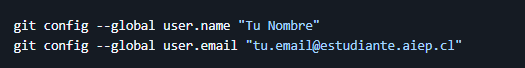 git config --global user.name "Tu Nombre"
git config --global user.email "tu.email@estudiante.aiep.cl"